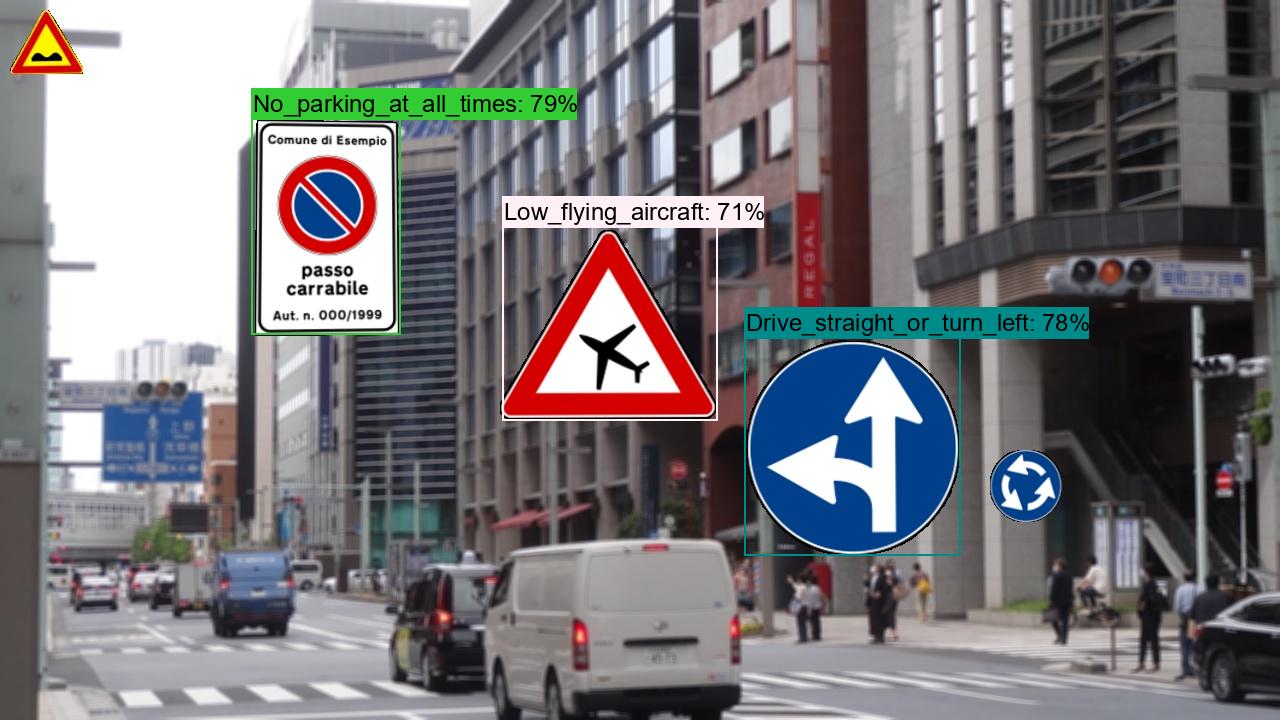 No_parking_at_all_times: 79%
Comune di Esempio
passo
carrabile
Aut. n. 000/1999
Low_flying_aircraft: 71%
REGAL
Drive_straight_or_turn_left: 78%